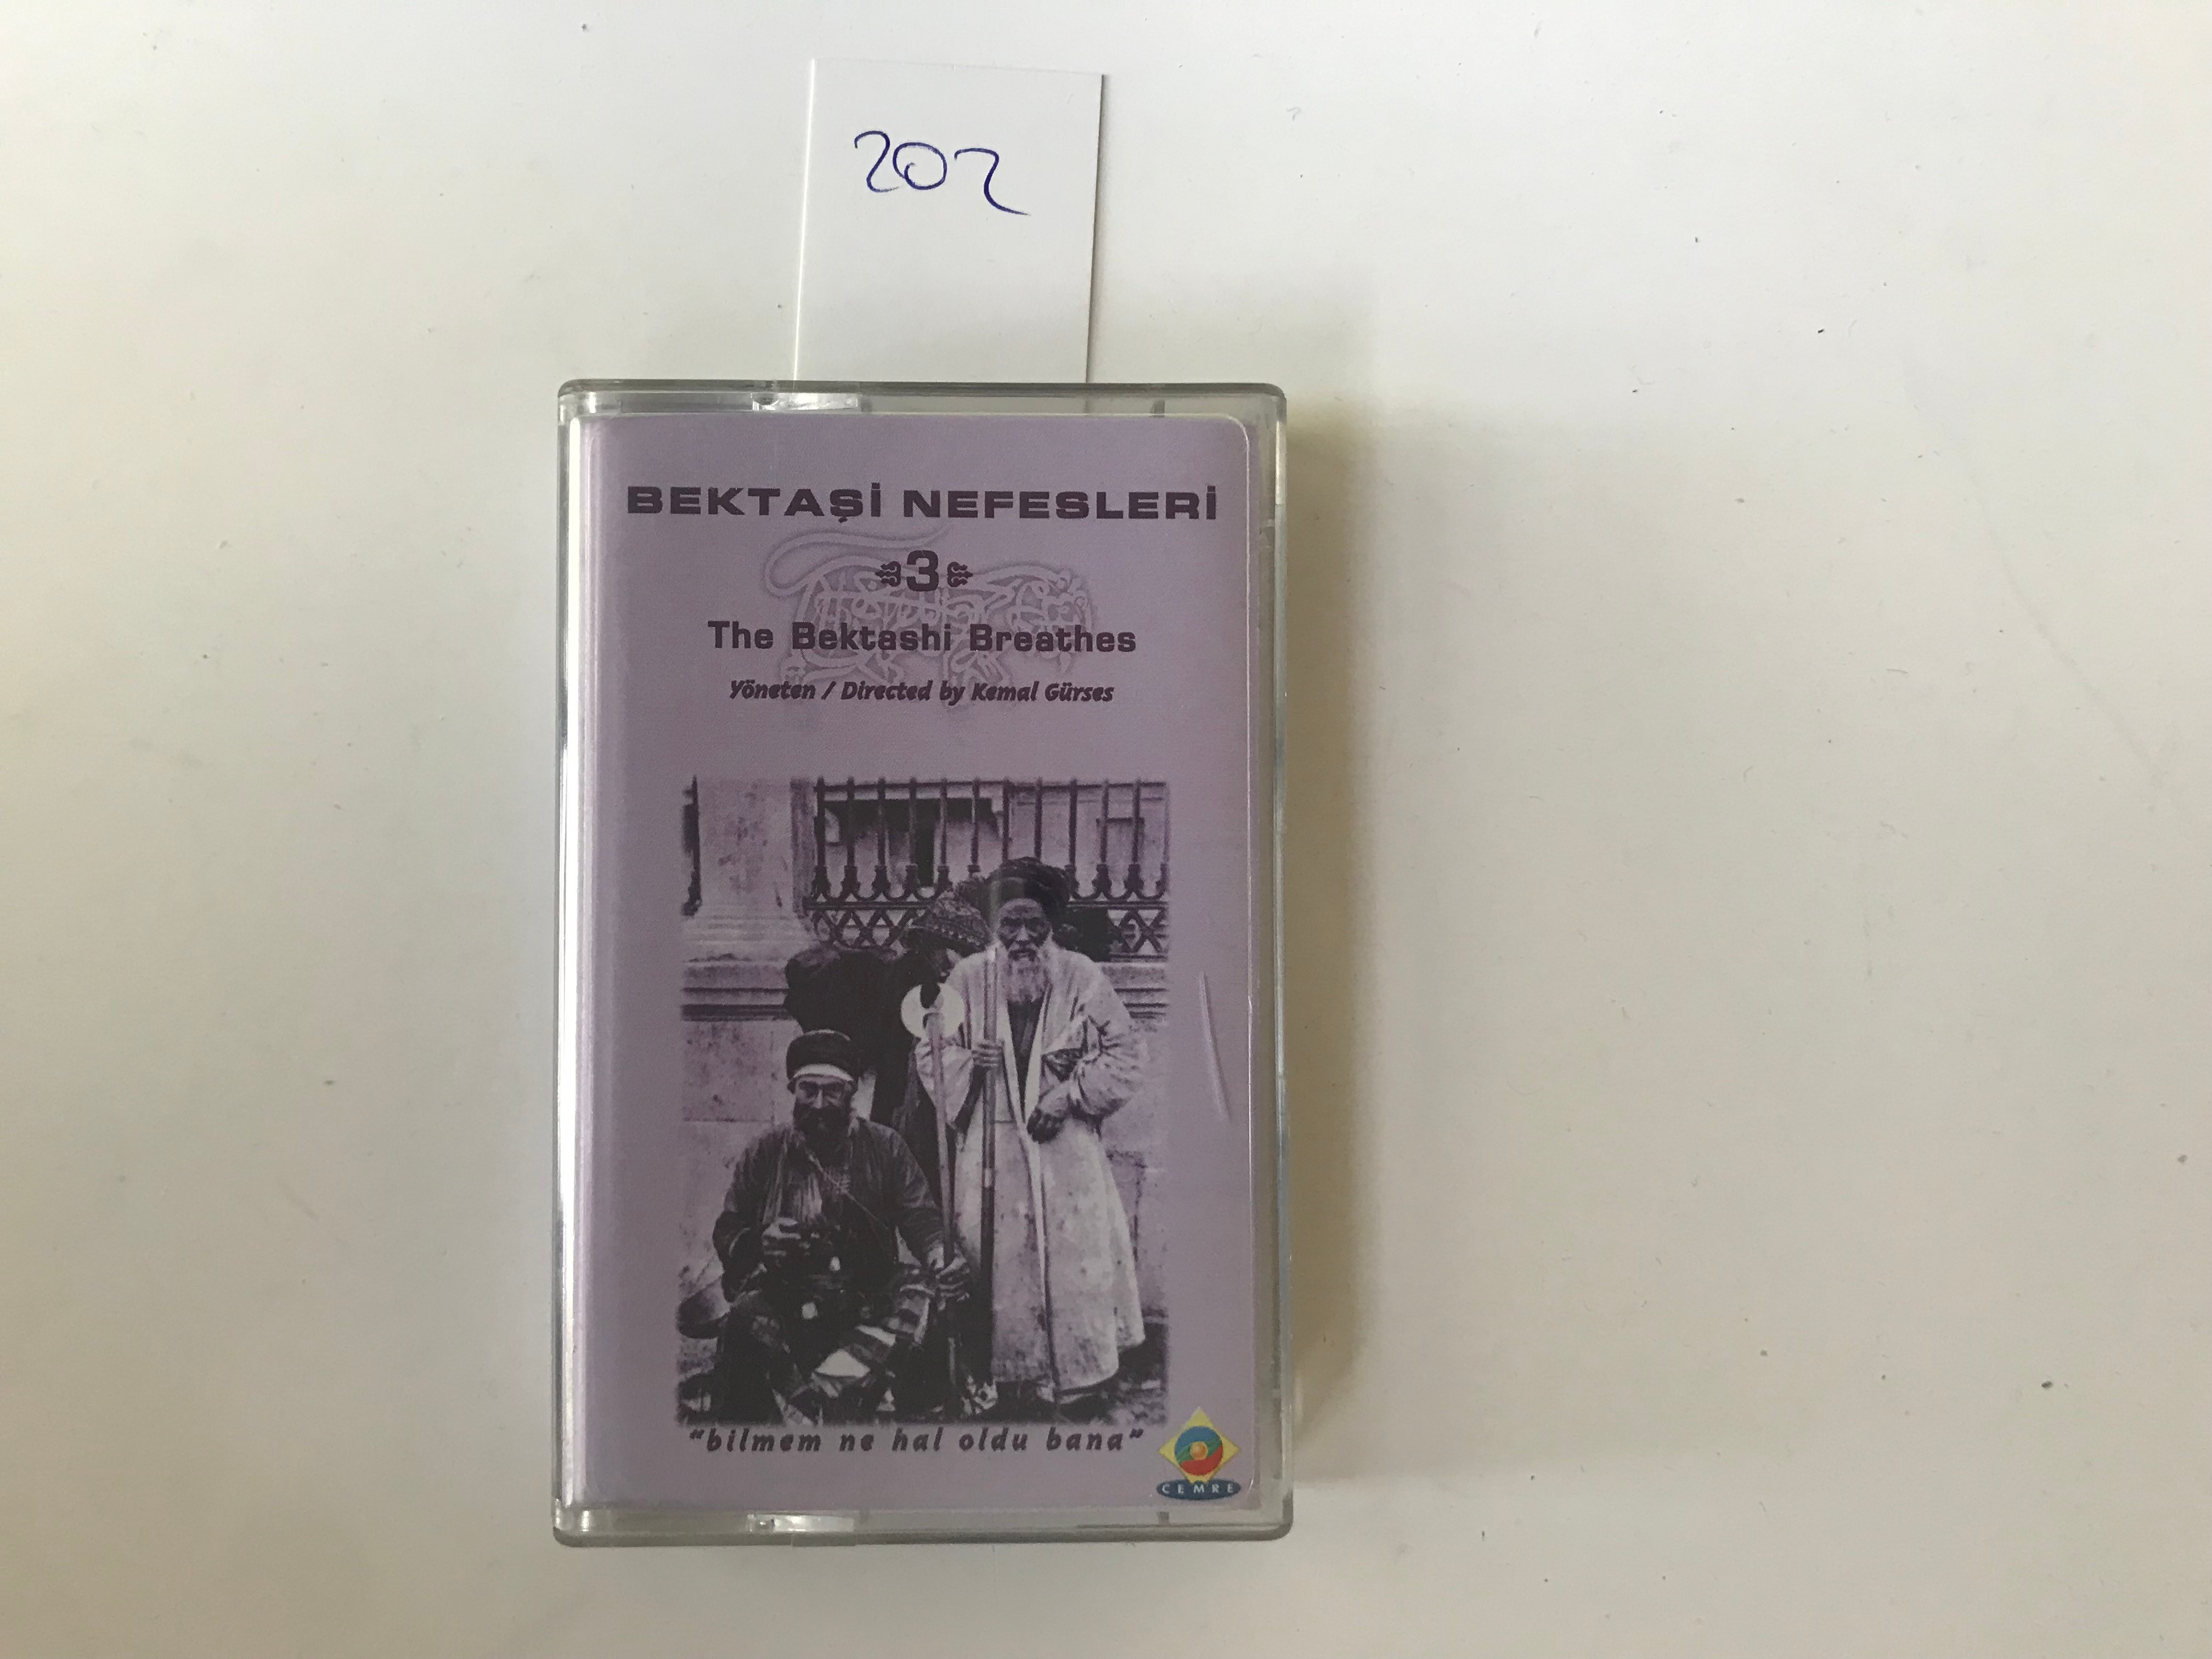 202
BEKTAŞİ NEFESLERİ
3
The Bektashi Breathes
Yöneten / Directed by Kemal Gürses
"bilmem ne hal oldu bana"
CEMRE